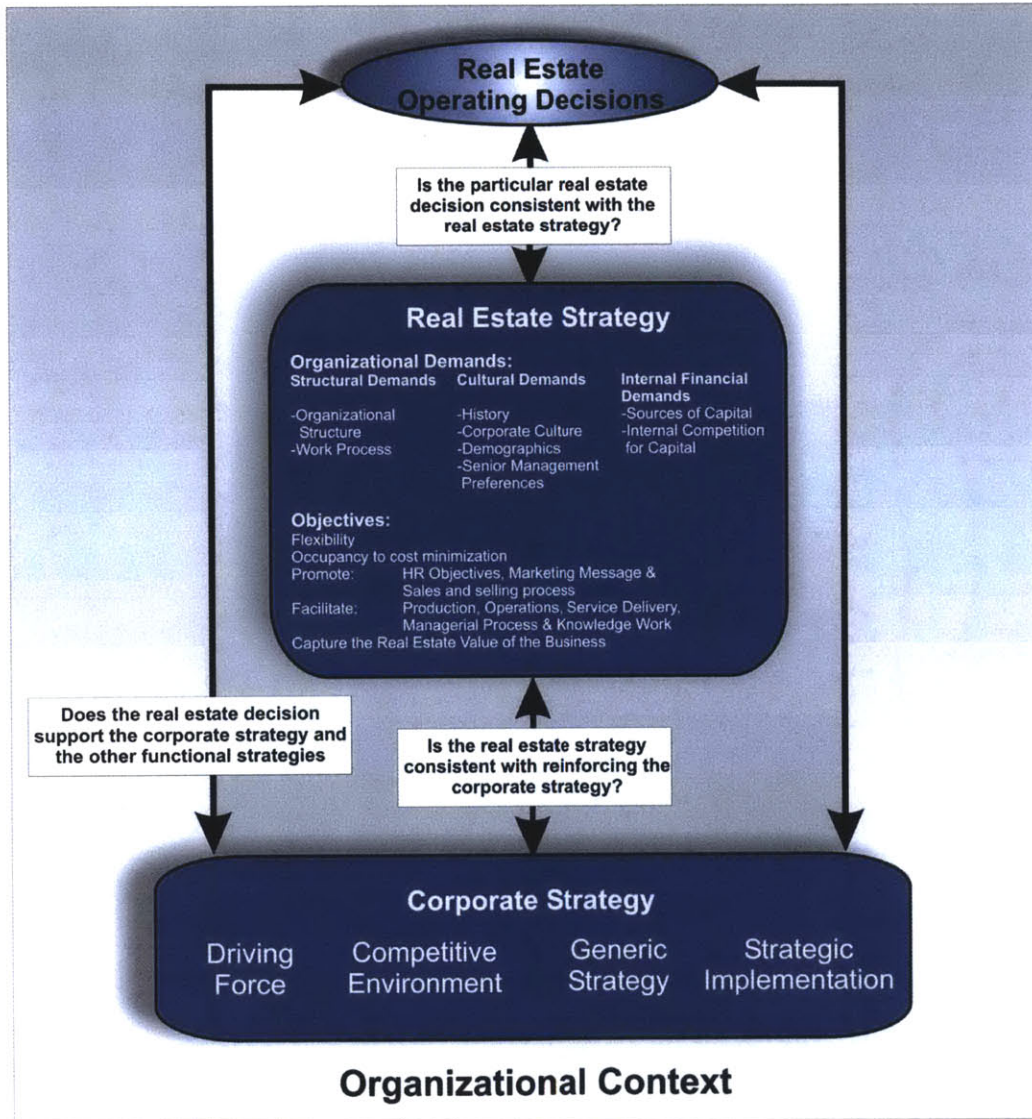 Real Estate
Operating Decisions
Is the particular real estate
decision consistent with the
real estate strategy?
Real Estate Strategy
Organizational Demands:
Structural Demands
-Organizational
Structure
-Work Process
Cultural Demands
-History
-Corporate Culture
-Demographics
-Senior Management
Preferences
Internal Financial
Demands
-Sources of Capital
-Internal Competition
for Capital
Objectives:
Flexibility
Occupancy to cost minimization
Promote: HR Objectives, Marketing Message &
Sales and selling process
Facilitate: Production, Operations, Service Delivery,
Managerial Process & Knowledge Work
Capture the Real Estate Value of the Business
Does the real estate decision
support the corporate strategy and
the other functional strategies
Is the real estate strategy
consistent with reinforcing the
corporate strategy?
Corporate Strategy
Driving
Force
Competitive
Environment
Generic
Strategy
Strategic
Implementation
Organizational Context